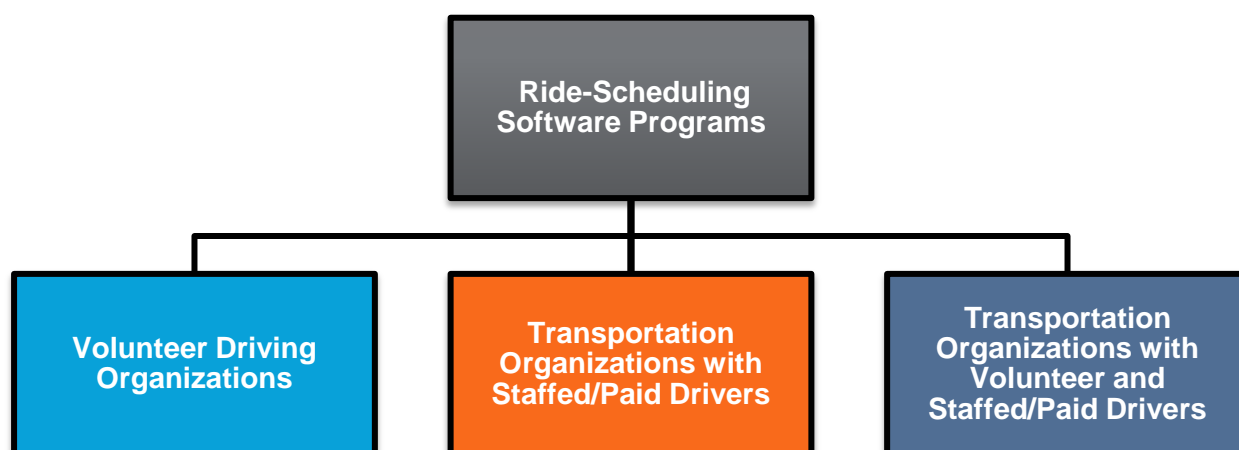 Ride-Scheduling
Software Programs
Volunteer Driving
Organizations
Transportation
Organizations with
Staffed/Paid Drivers
Transportation
Organizations with
Volunteer and
Staffed/Paid Drivers